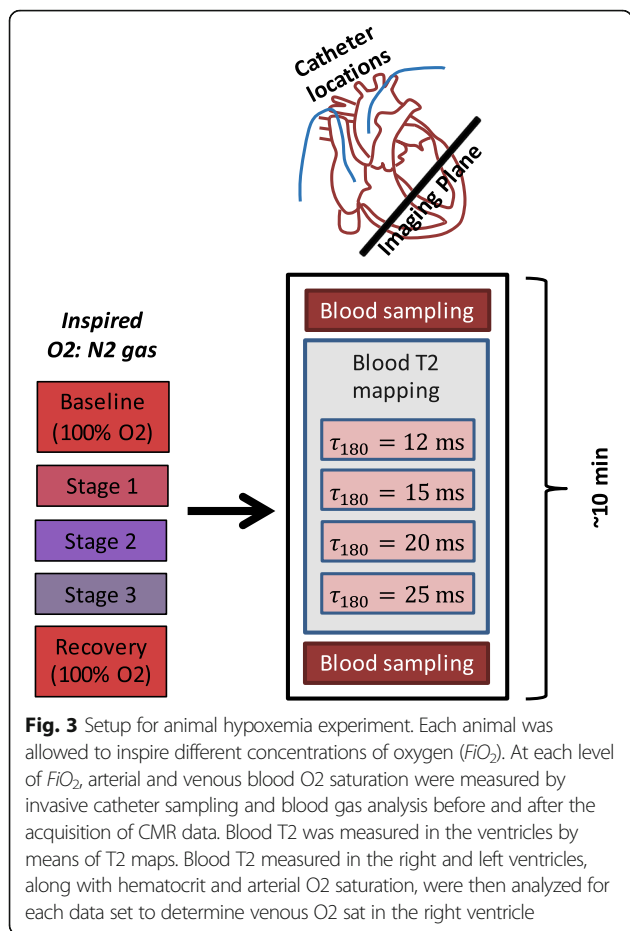 Catheter
locations
Imaging Plane
Inspired
O2: N2 gas
Baseline
(100% O2)
Stage 1
Stage 2
Stage 3
Recovery
(100% O2)
Blood sampling
Blood T2
mapping
τ180 = 12 ms
τ180 = 15 ms
τ180 = 20 ms
τ180 = 25 ms
Blood sampling
~10 min
Fig. 3 Setup for animal hypoxemia experiment. Each animal was
allowed to inspire different concentrations of oxygen (FiO2). At each level
of FiO2, arterial and venous blood O2 saturation were measured by
invasive catheter sampling and blood gas analysis before and after the
acquisition of CMR data. Blood T2 was measured in the ventricles by
means of T2 maps. Blood T2 measured in the right and left ventricles,
along with hematocrit and arterial O2 saturation, were then analyzed for
each data set to determine venous O2 sat in the right ventricle